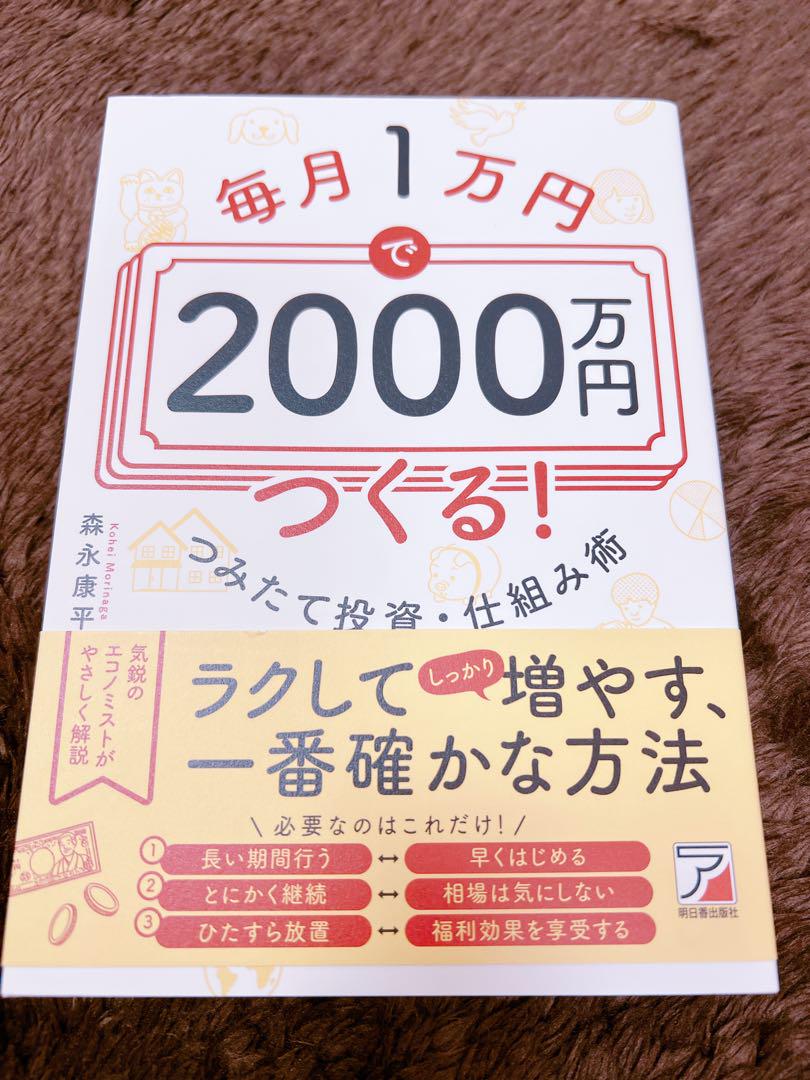 毎月1万円
で
2000万円
つくる!
つみたて投資・仕組み術
森永康平
Kohei Morinaga
気鋭の
エコノミストが
やさしく解説
ラクしてしっかり増やす、
一番確かな方法
\ 必要なのはこれだけ! /
1 長い期間行う ↔ 早くはじめる
2 とにかく継続 ↔ 相場は気にしない
3 ひたすら放置 ↔ 福利効果を享受する
ア
明日香出版社